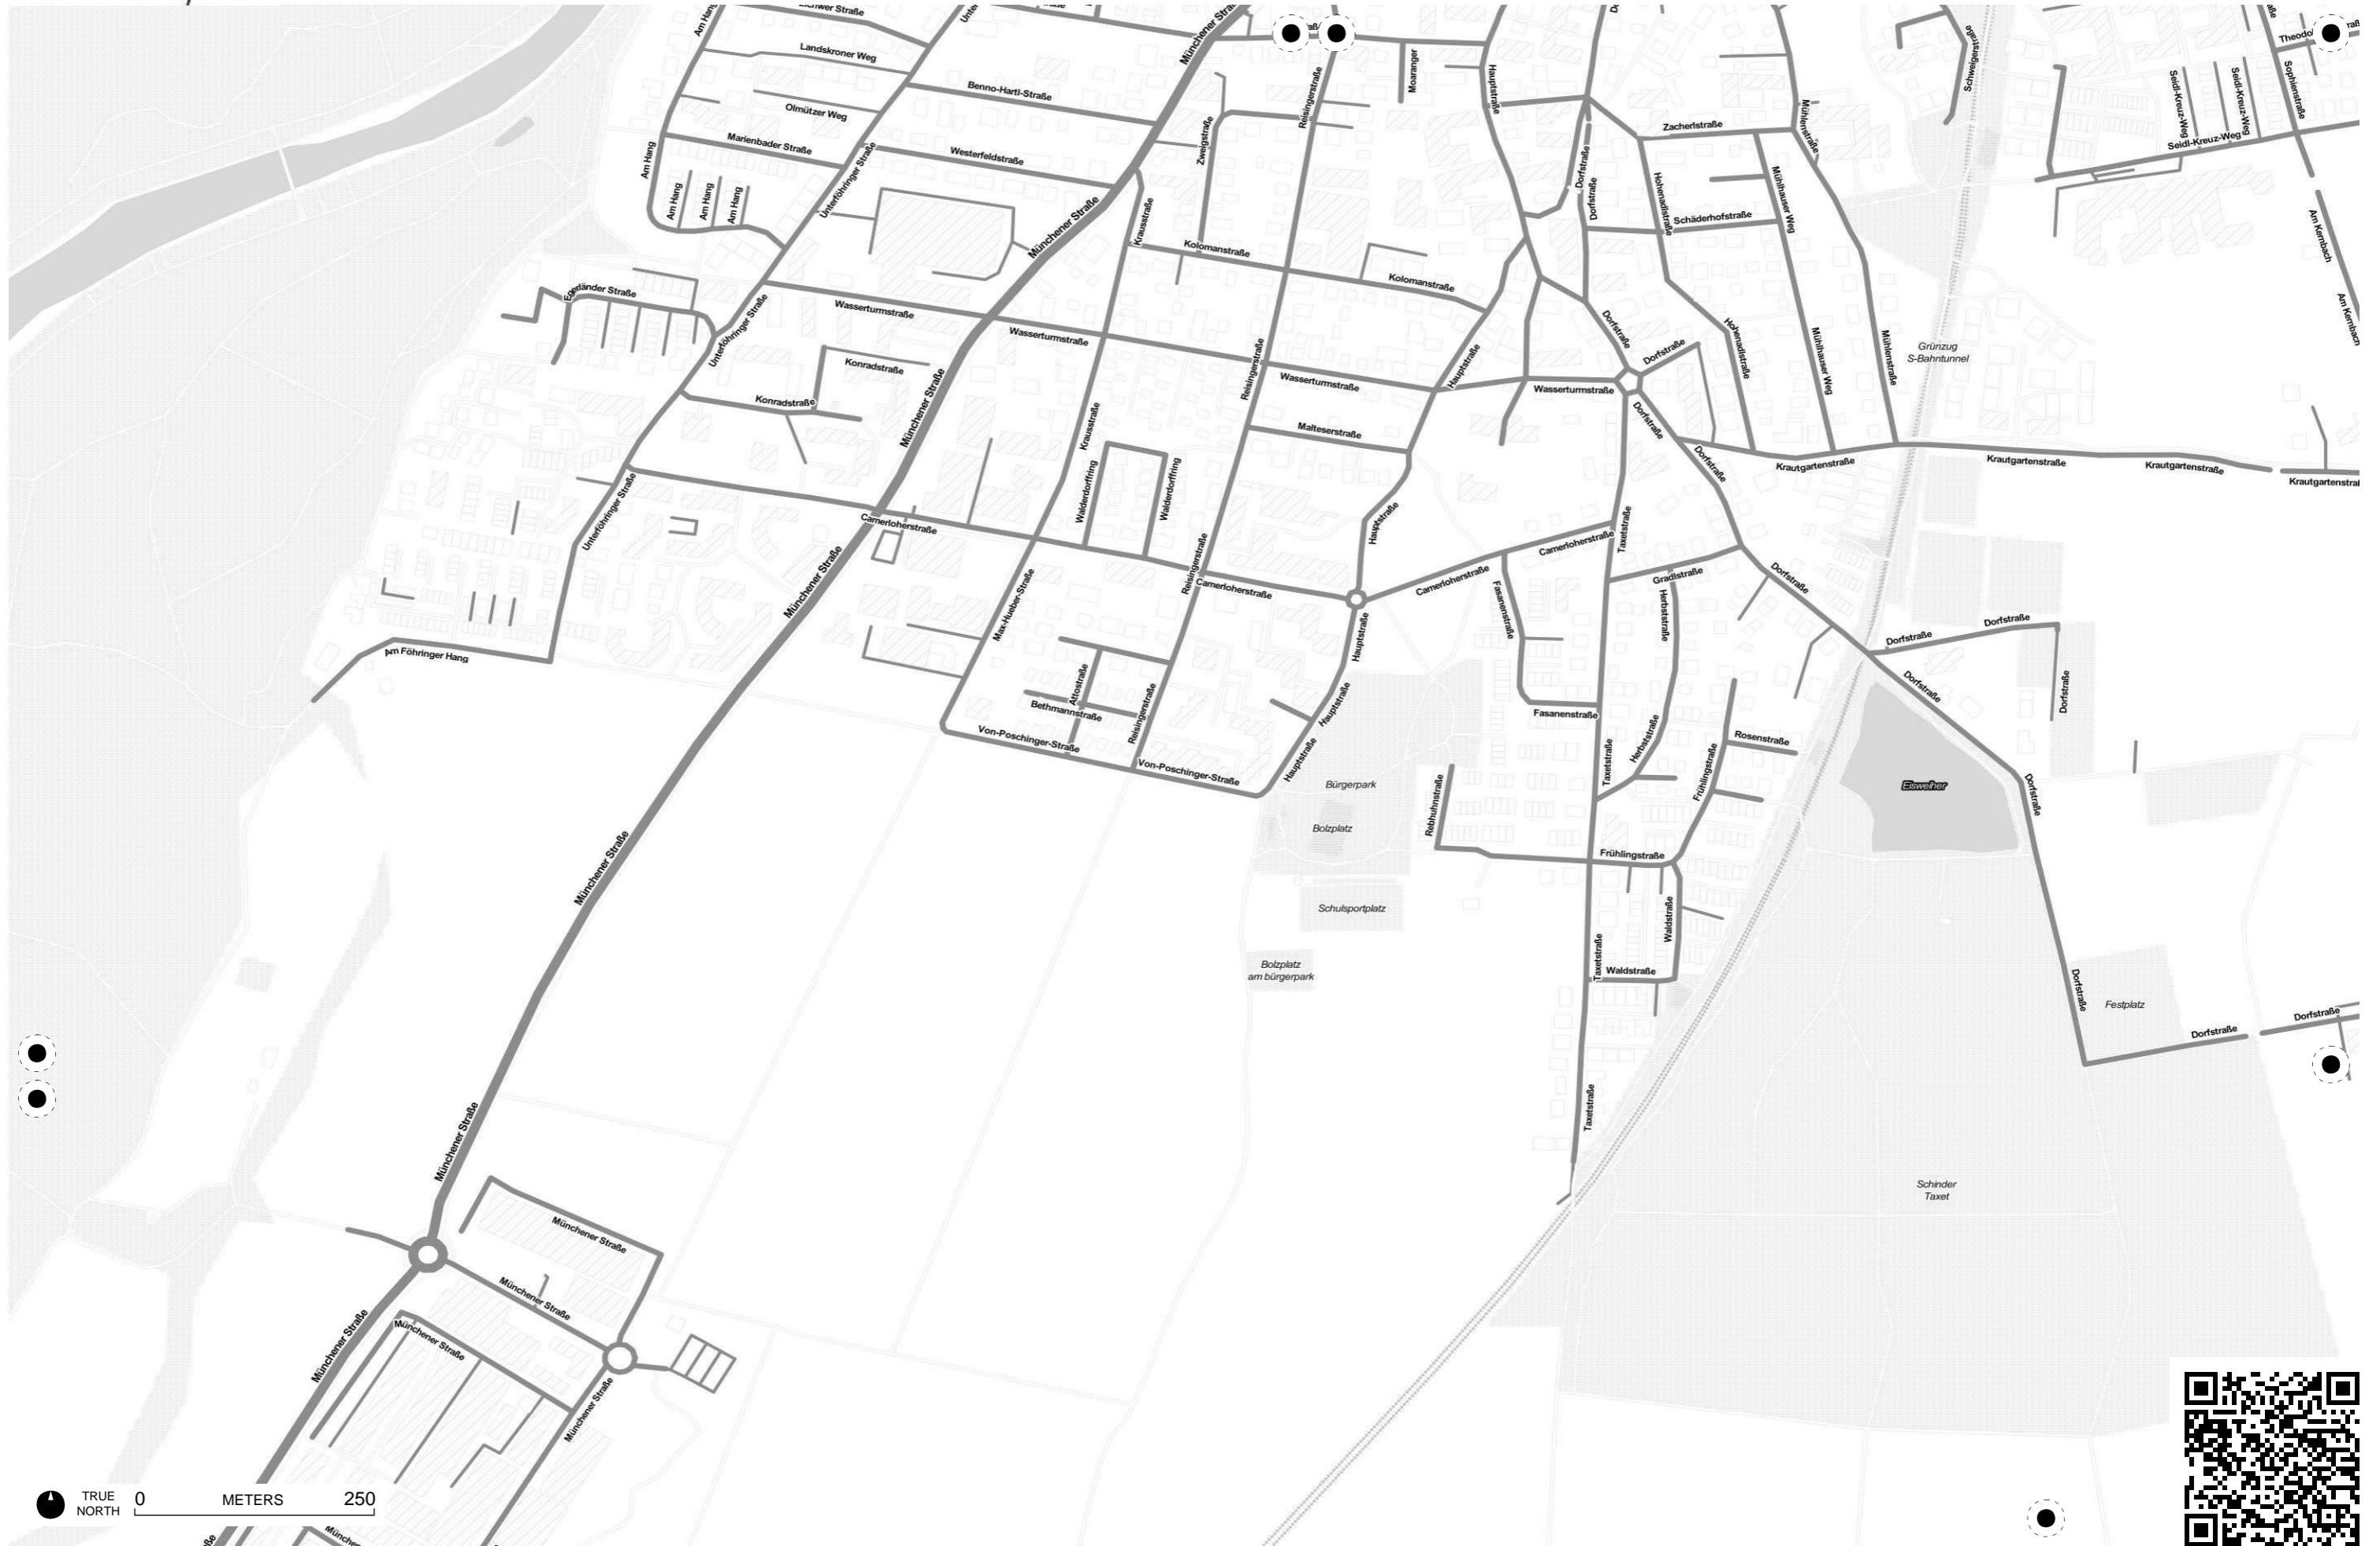 Am Hang
Landskroner Weg
Münchener Straße
Benno-Hartl-Straße
Olmützer Weg
Marienbader Straße
Westerfeldstraße
Am Hang
Am Hang
Am Hang
Am Hang
Unterföhringer Straße
Münchener Straße
Zweigstraße
Reisingerstraße
Moaranger
Hauptstraße
Dorfstraße
Dorfstraße
Zacherlstraße
Mühlenstraße
Schweigerstraße
Seidl-Kreuz-Weg
Seidl-Kreuz-Weg
Seidl-Kreuz-Weg
Sophienstraße
Am Kernbach
Am Kernbach
Hohenadlstraße
Mühlhauser Weg
Schäderhofstraße
Krausstraße
Kolomanstraße
Kolomanstraße
Egerländer Straße
Unterföhringer Straße
Wasserturmstraße
Wasserturmstraße
Konradstraße
Konradstraße
Münchener Straße
Reisingerstraße
Wasserturmstraße
Hauptstraße
Wasserturmstraße
Dorfstraße
Dorfstraße
Hohenadlstraße
Mühlhauser Weg
Mühlenstraße
Grünzug
S-Bahntunnel
Malteserstraße
Krausstraße
Dorfstraße
Dorfstraße
Krautgartenstraße
Krautgartenstraße
Krautgartenstraße
Walderdorffring
Walderdorffring
Unterföhringer Straße
Camerloherstraße
Hauptstraße
Taxetstraße
Camerloherstraße
Münchener Straße
Reisingerstraße
Camerloherstraße
Camerloherstraße
Max-Hueber-Straße
Fasanenstraße
Gradlstraße
Herbststraße
Dorfstraße
Dorfstraße
Dorfstraße
Am Föhringer Hang
Hauptstraße
Attostraße
Bethmannstraße
Reisingerstraße
Hauptstraße
Fasanenstraße
Dorfstraße
Dorfstraße
Von-Poschinger-Straße
Von-Poschinger-Straße
Hauptstraße
Herbststraße
Rosenstraße
Taxetstraße
Frühlingstraße
Bürgerpark
Eisweiher
Dorfstraße
Bolzplatz
Rebhuhnstraße
Frühlingstraße
Münchener Straße
Schulsportplatz
Waldstraße
Bolzplatz
am bürgerpark
Taxetstraße
Waldstraße
Dorfstraße
Festplatz
Dorfstraße
Dorfstraße
Taxetstraße
Münchener Straße
Schinder
Taxet
Münchener Straße
Münchener Straße
Münchener Straße
Münchener Straße
Münchener Straße
TRUE
NORTH
0 METERS 250